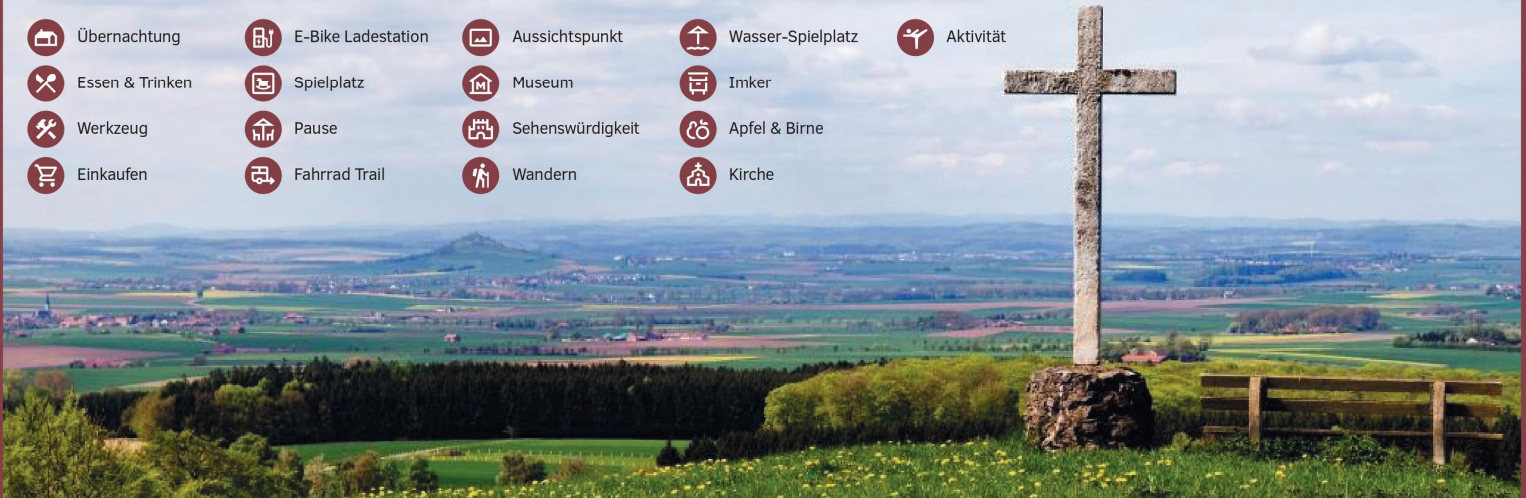 Übernachtung
Essen & Trinken
Werkzeug
Einkaufen
E-Bike Ladestation
Spielplatz
Pause
Fahrrad Trail
Aussichtspunkt
Museum
Sehenswürdigkeit
Wandern
Wasser-Spielplatz
Imker
Apfel & Birne
Kirche
Aktivität